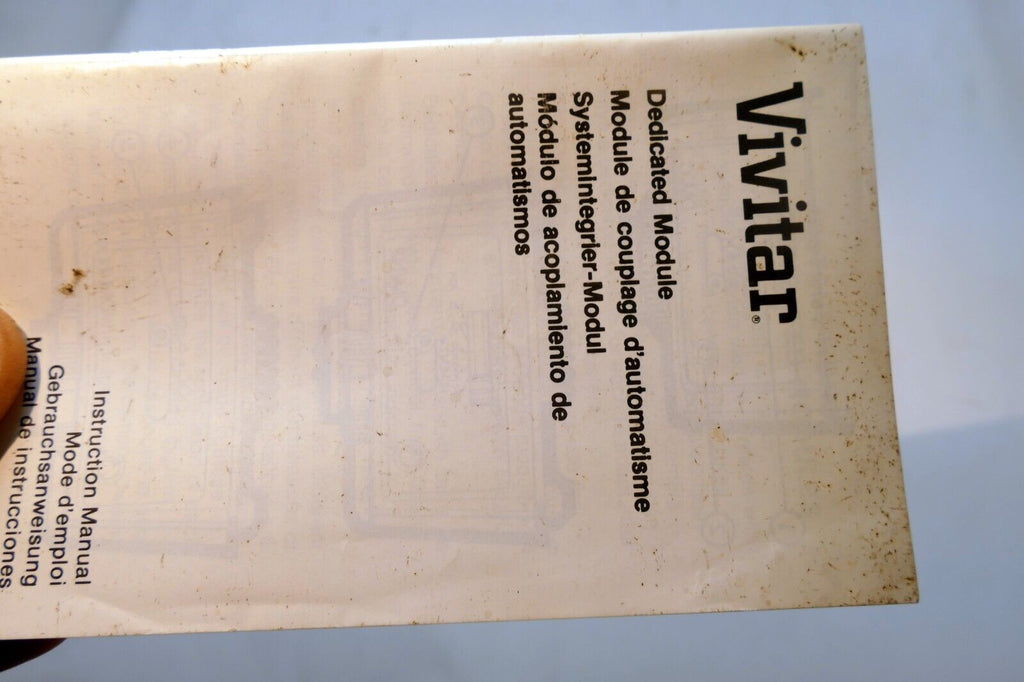 Vivitar®
Dedicated Module
Module de couplage d'automatisme
Systemintegrier-Modul
Módulo de acoplamiento de
automatismos
Instruction Manual
Mode d'emploi
Gebrauchsanweisung
Manual de instrucciones